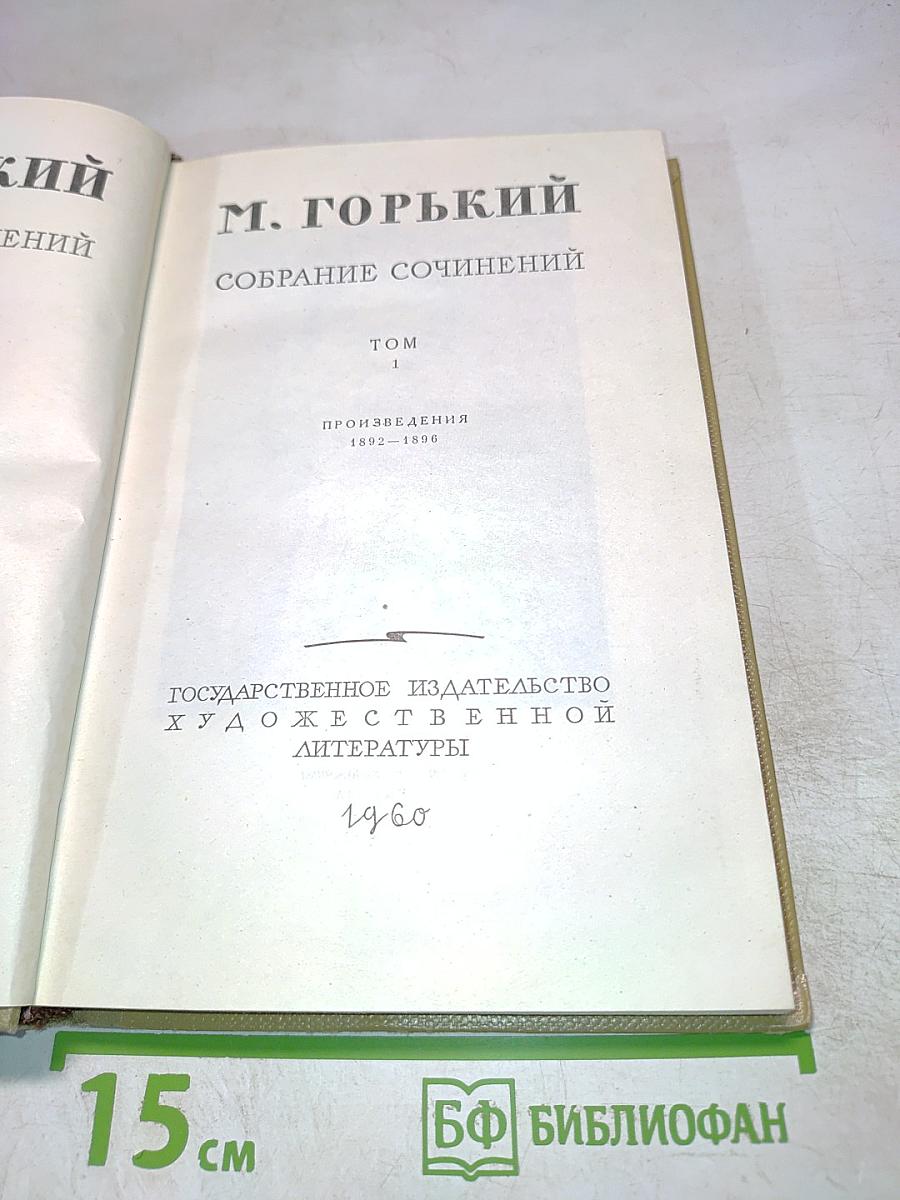 КИЙ
ЕНИЙ
М. ГОРЬКИЙ
СОБРАНИЕ СОЧИНЕНИЙ
ТОМ
1
ПРОИЗВЕДЕНИЯ
1892—1896
ГОСУДАРСТВЕННОЕ ИЗДАТЕЛЬСТВО
ХУДОЖЕСТВЕННОЙ
ЛИТЕРАТУРЫ
1960
15 см
БФ БИБЛИОФАН